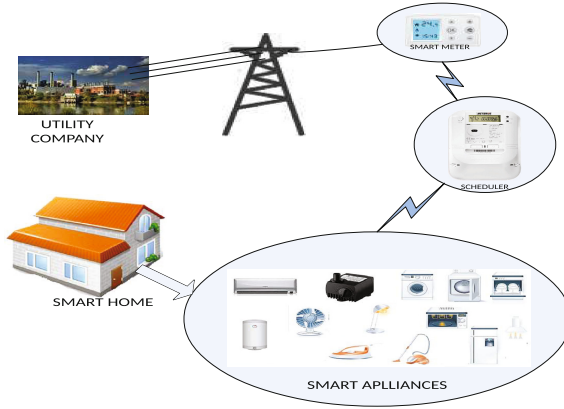 SMART METER
UTILITY
COMPANY
SCHEDULER
SMART HOME
SMART APLLIANCES